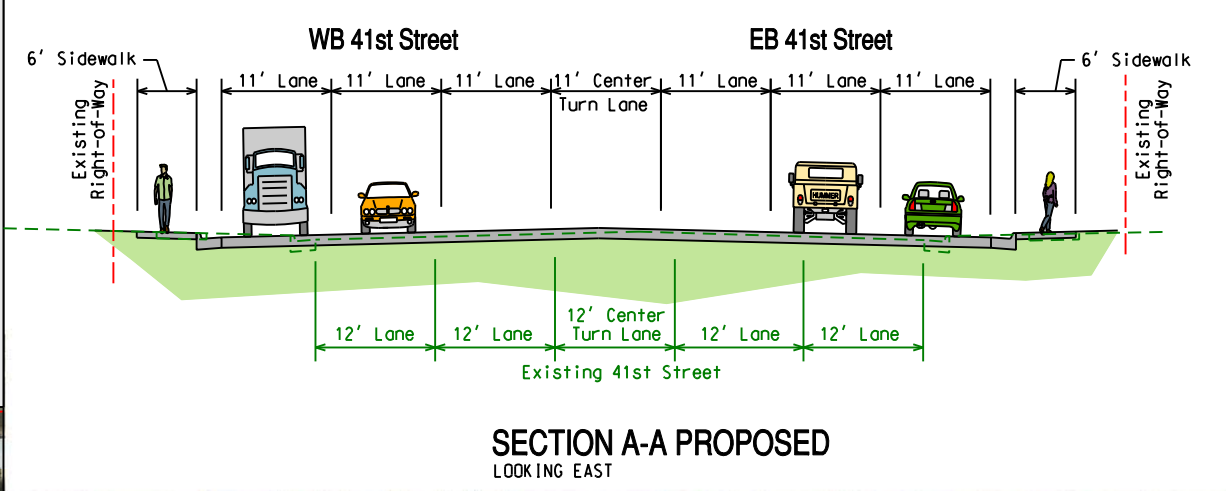 WB 41st Street
EB 41st Street
6' Sidewalk
6' Sidewalk
11' Lane
11' Lane
11' Lane
11' Center
Turn Lane
11' Lane
11' Lane
11' Lane
Existing
Right-of-Way
Existing
Right-of-Way
HUMMER
12' Lane
12' Lane
12' Center
Turn Lane
12' Lane
12' Lane
Existing 41st Street
SECTION A-A PROPOSED
LOOKING EAST